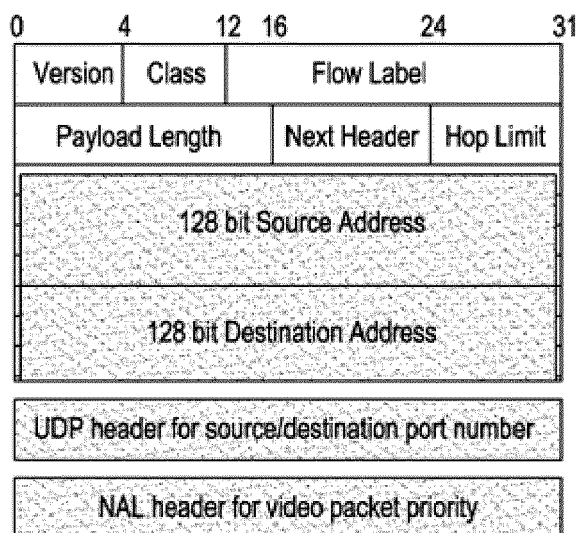 0 4 12 16 24 31
Version Class Flow Label
Payload Length Next Header Hop Limit
128 bit Source Address
128 bit Destination Address
UDP header for source/destination port number
NAL header for video packet priority